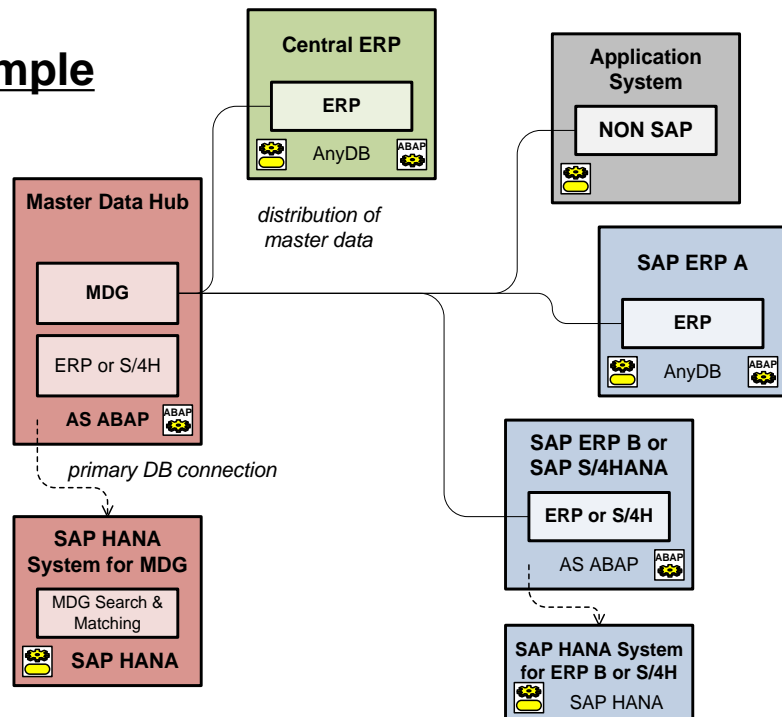 mple
Central ERP
ERP
AnyDB
ABAP
Application
System
NON SAP
Master Data Hub
MDG
ERP or S/4H
AS ABAP
ABAP
distribution of
master data
SAP ERP A
ERP
AnyDB
ABAP
primary DB connection
SAP ERP B or
SAP S/4HANA
ERP or S/4H
AS ABAP
ABAP
SAP HANA
System for MDG
MDG Search &
Matching
SAP HANA
SAP HANA System
for ERP B or S/4H
SAP HANA